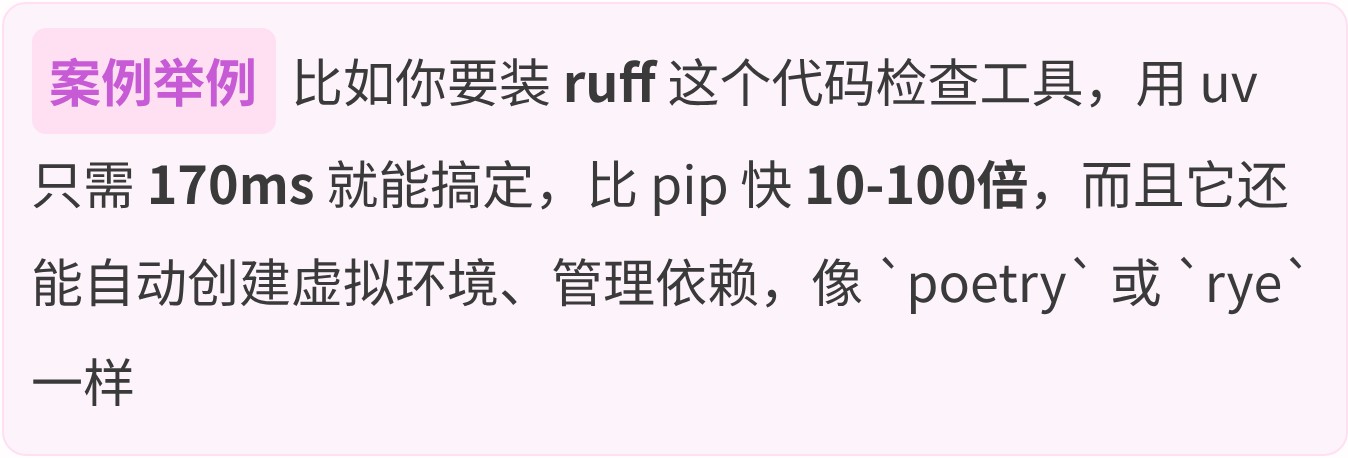 案例举例 比如你要装 ruff 这个代码检查工具，用 uv
只需 170ms 就能搞定，比 pip 快 10-100倍，而且它还
能自动创建虚拟环境、管理依赖，像 `poetry` 或 `rye`
一样